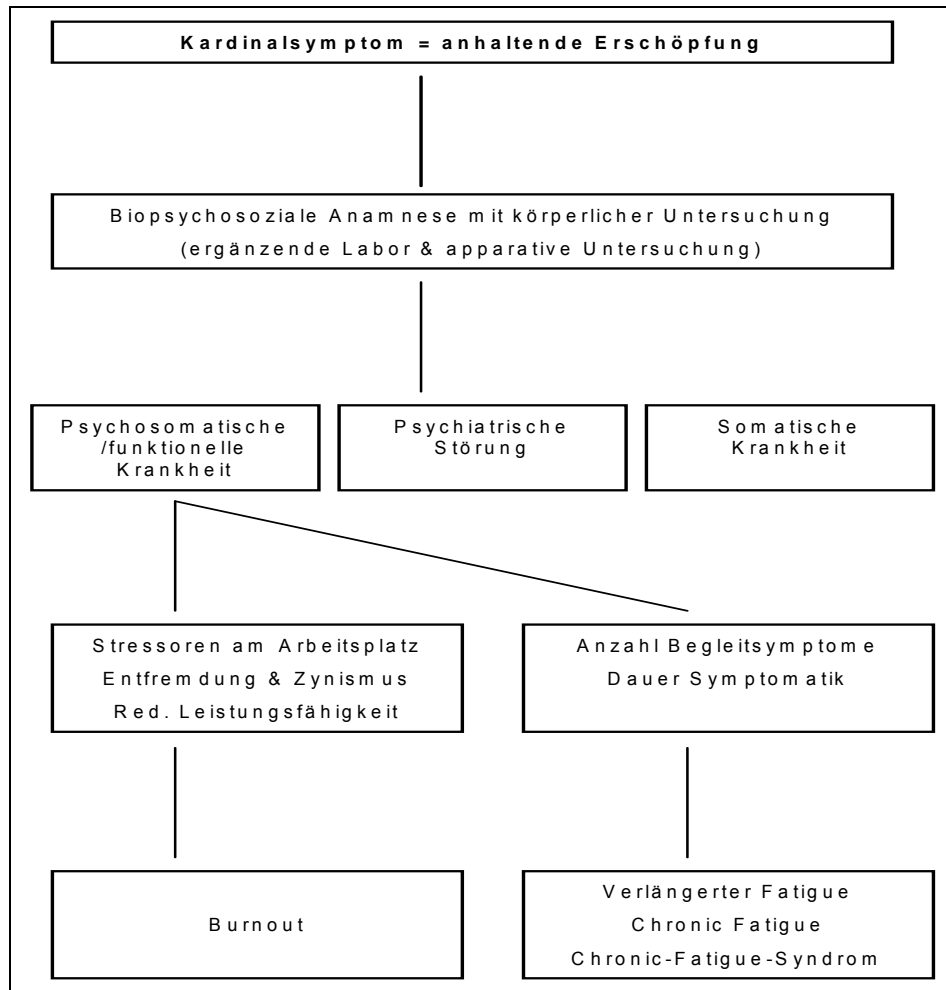 Kardinalsymptom = anhaltende Erschöpfung
Biopsychosoziale Anamnese mit körperlicher Untersuchung
(ergänzende Labor & apparative Untersuchung)
Psychosomatische
/funktionelle
Krankheit
Psychiatrische
Störung
Somatische
Krankheit
Stressoren am Arbeitsplatz
Entfremdung & Zynismus
Red. Leistungsfähigkeit
Anzahl Begleitsymptome
Dauer Symptomatik
Burnout
Verlängerter Fatigue
Chronic Fatigue
Chronic-Fatigue-Syndrom